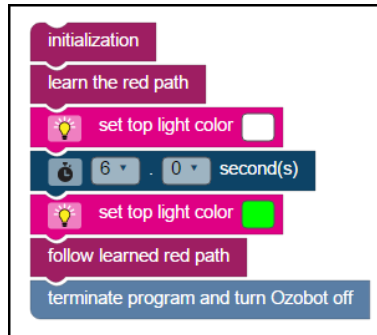 initialization
learn the red path
set top light color
6 . 0 second(s)
set top light color
follow learned red path
terminate program and turn Ozobot off